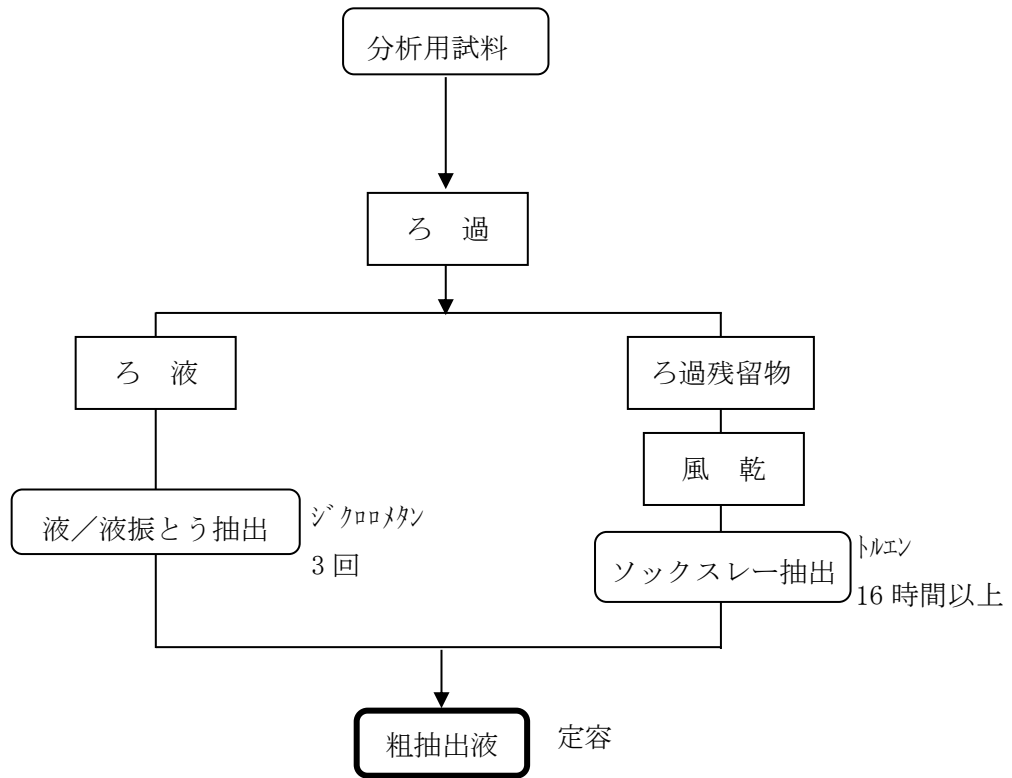 分析用試料
ろ　過
ろ　液
ろ過残留物
風　乾
液／液振とう抽出
ｼﾞｸﾛﾛﾒﾀﾝ
3 回
ソックスレー抽出
ﾄﾙｴﾝ
16 時間以上
粗抽出液
定容